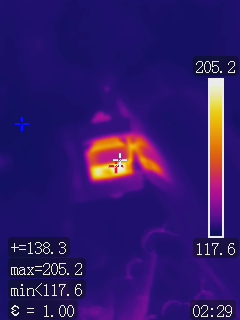 205.2
117.6
+=138.3
max=205.2
min<117.6
ε = 1.00
02:29